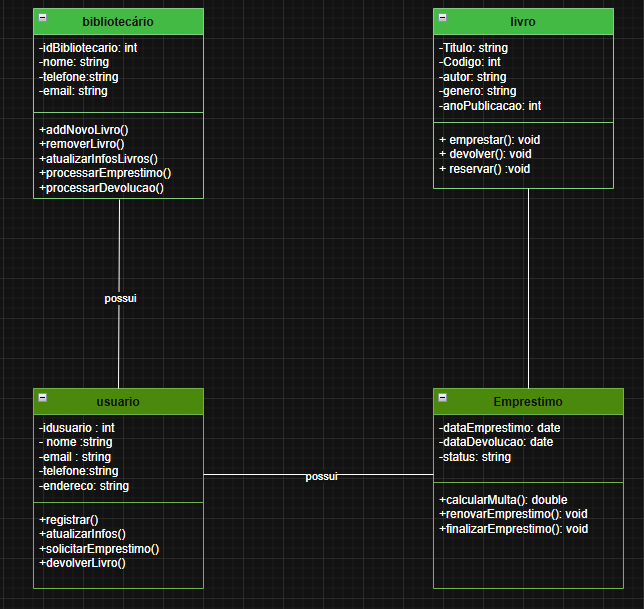 bibliotecário
-idBibliotecario: int
-nome: string
-telefone:string
-email: string
+addNovoLivro()
+removerLivro()
+atualizarInfosLivros()
+processarEmprestimo()
+processarDevolucao()
livro
-Titulo: string
-Codigo: int
-autor: string
-genero: string
-anoPublicacao: int
+ emprestar(): void
+ devolver(): void
+ reservar() :void
possui
usuario
-idusuario : int
- nome :string
-email : string
-telefone:string
-endereco: string
+registrar()
+atualizarInfos()
+solicitarEmprestimo()
+devolverLivro()
possui
Emprestimo
-dataEmprestimo: date
-dataDevolucao: date
-status: string
+calcularMulta(): double
+renovarEmprestimo(): void
+finalizarEmprestimo(): void